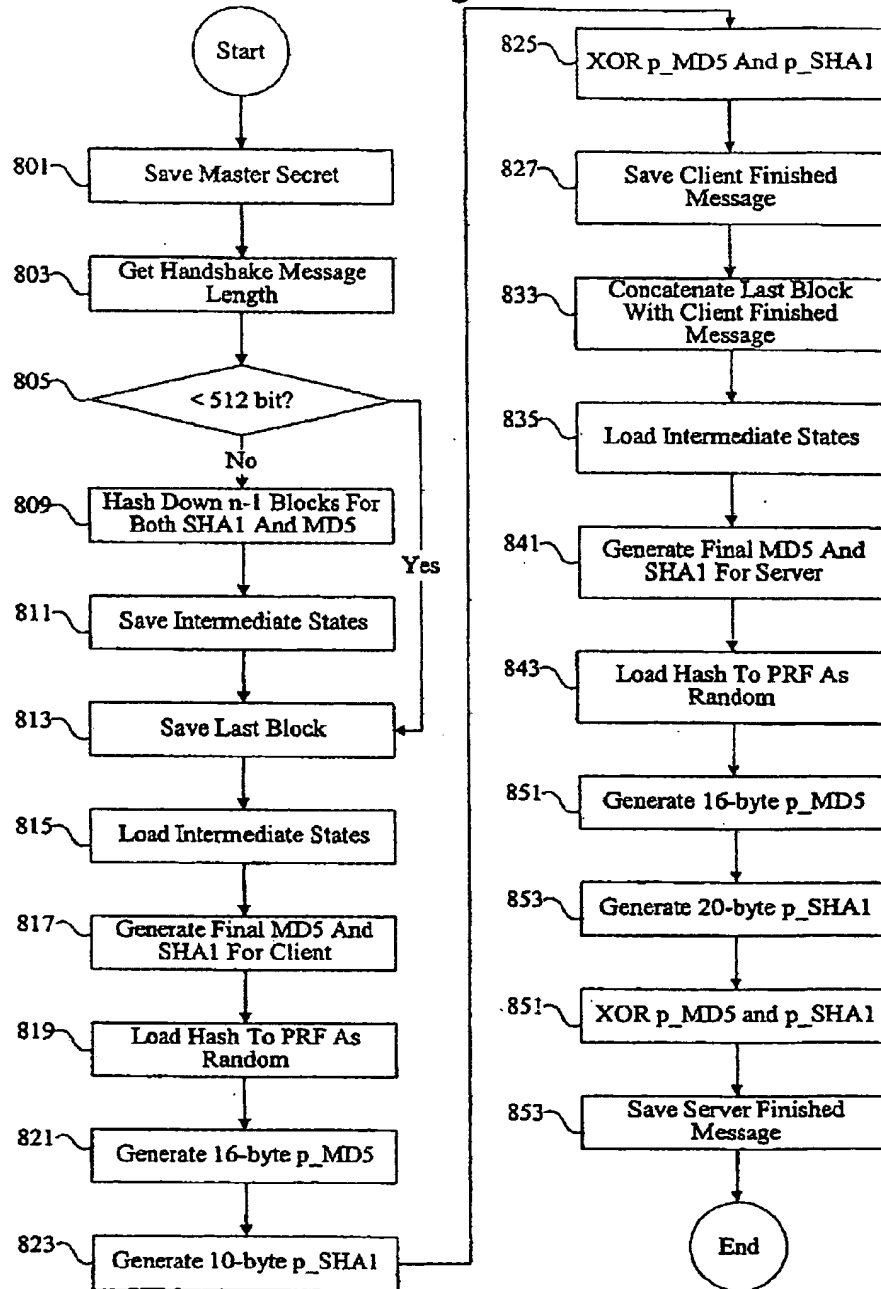 Start
801
Save Master Secret
803
Get Handshake Message
Length
805
< 512 bit?
No
Yes
809
Hash Down n-1 Blocks For
Both SHA1 And MD5
811
Save Intermediate States
813
Save Last Block
815
Load Intermediate States
817
Generate Final MD5 And
SHA1 For Client
819
Load Hash To PRF As
Random
821
Generate 16-byte p_MD5
823
Generate 10-byte p_SHA1
825
XOR p_MD5 And p_SHA1
827
Save Client Finished
Message
833
Concatenate Last Block
With Client Finished
Message
835
Load Intermediate States
841
Generate Final MD5 And
SHA1 For Server
843
Load Hash To PRF As
Random
851
Generate 16-byte p_MD5
853
Generate 20-byte p_SHA1
851
XOR p_MD5 and p_SHA1
853
Save Server Finished
Message
End